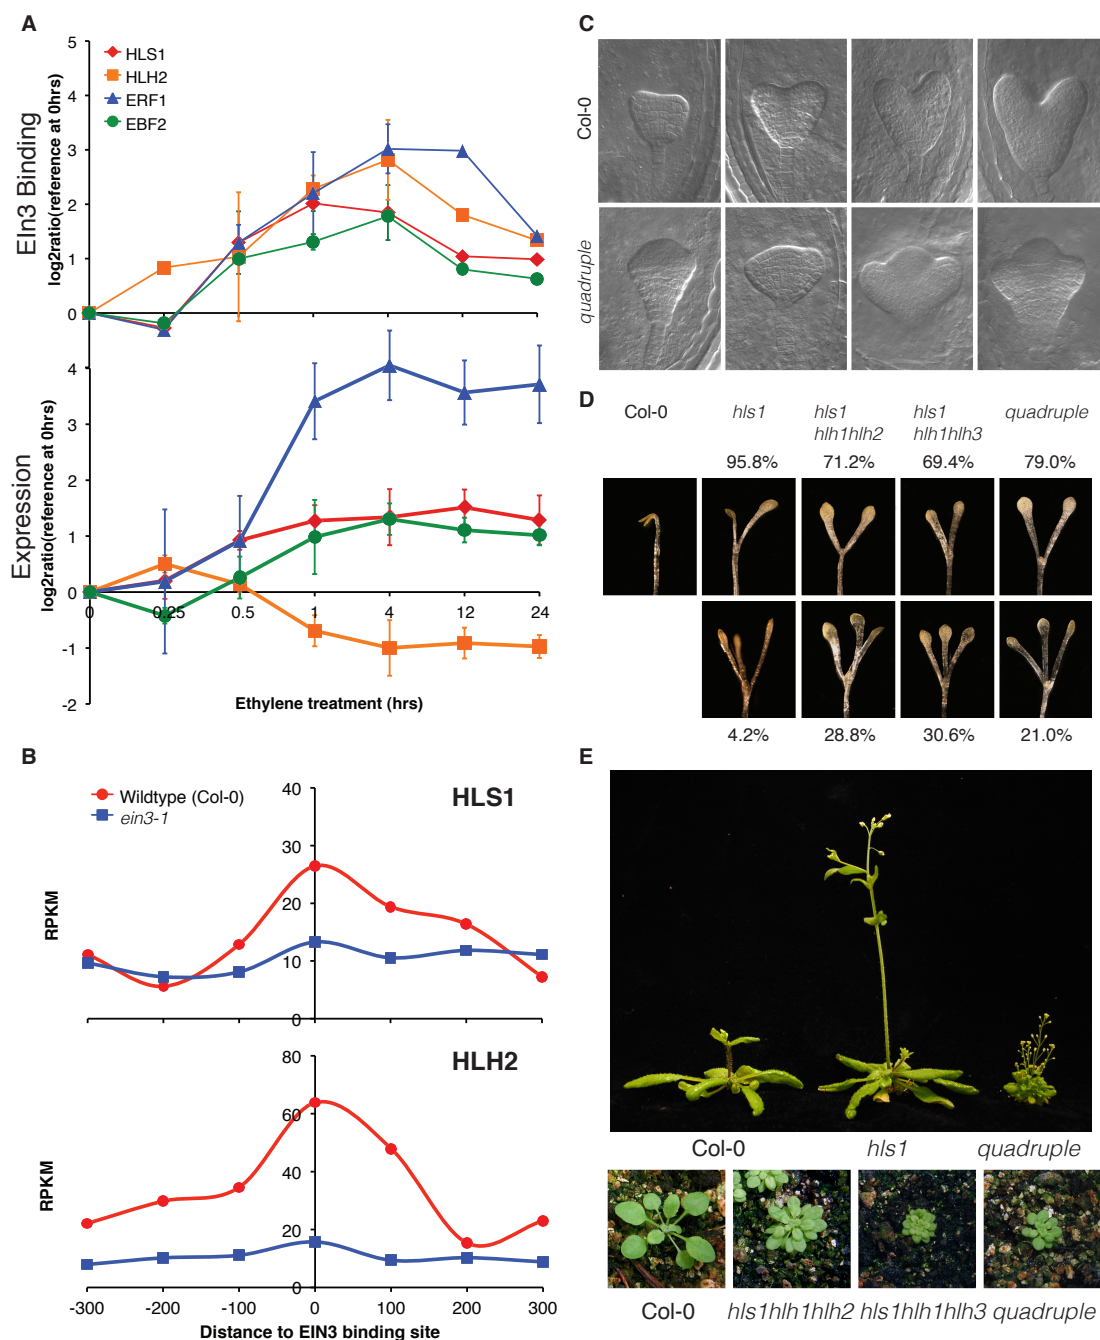 A
EIn3 Binding
log2ratio(reference at 0hrs)
5
4
3
2
1
0
HLS1
HLH2
ERF1
EBF2
Expression
log2ratio(reference at 0hrs)
4
3
2
1
0
-1
-2
0 0.25 0.5 1 4 12 24
Ethylene treatment (hrs)
B
Wildtype (Col-0)
ein3-1
HLS1
RPKM
40
30
20
10
0
HLH2
RPKM
80
60
40
20
0
-300 -200 -100 0 100 200 300
Distance to EIN3 binding site
C
Col-0
quadruple
D
Col-0 hls1 hls1 hls1 quadruple
hlh1hlh2 hlh1hlh3
95.8% 71.2% 69.4% 79.0%
4.2% 28.8% 30.6% 21.0%
E
Col-0 hls1 quadruple
Col-0 hls1hlh1hlh2 hls1hlh1hlh3 quadruple